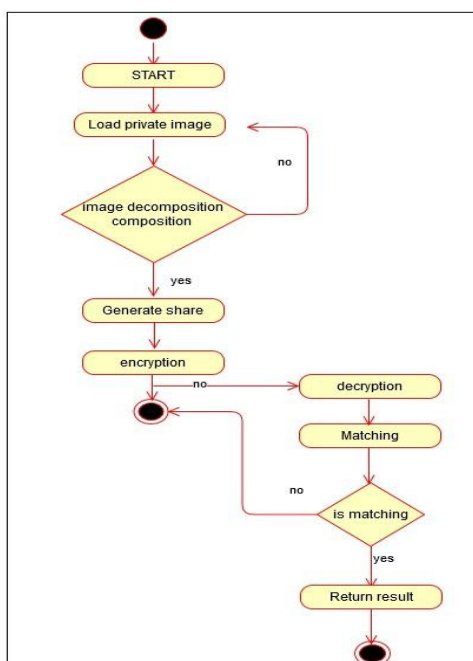 START
Load private image
no
image decomposition
composition
yes
Generate share
encryption
no
decryption
Matching
no
is matching
yes
Return result